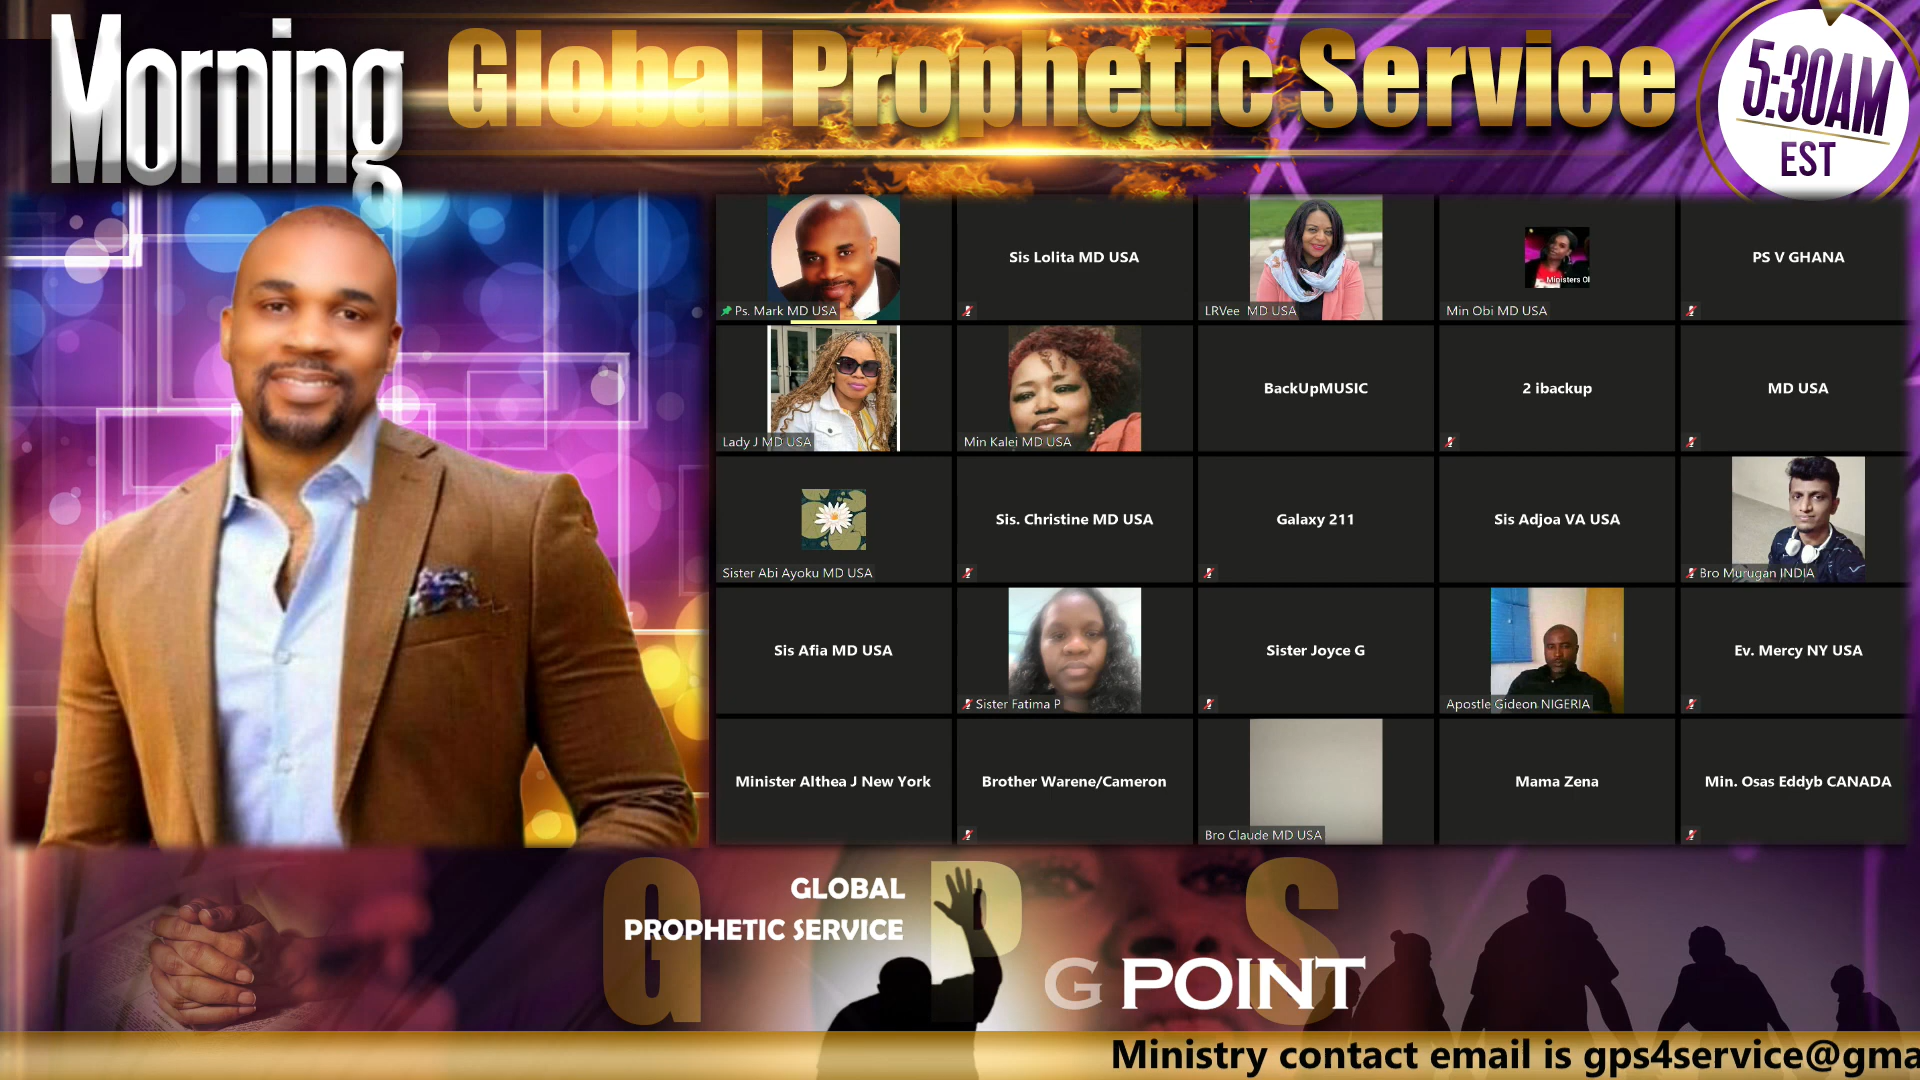 Morning
Global Prophetic Service
5:30AM
EST
Ps. Mark MD USA
Sis Lolita MD USA
LRVee MD USA
Ministers Ol
Min Obi MD USA
PS V GHANA
Lady J MD USA
Min Kalei MD USA
BackUpMUSIC
2 ibackup
MD USA
Sister Abi Ayoku MD USA
Sis. Christine MD USA
Galaxy 211
Sis Adjoa VA USA
Bro Murugan INDIA
Sis Afia MD USA
Sister Fatima P
Sister Joyce G
Apostle Gideon NIGERIA
Ev. Mercy NY USA
Minister Althea J New York
Brother Warene/Cameron
Bro Claude MD USA
Mama Zena
Min. Osas Eddyb CANADA
G P S
GLOBAL
PROPHETIC SERVICE
G POINT
Ministry contact email is gps4service@gma